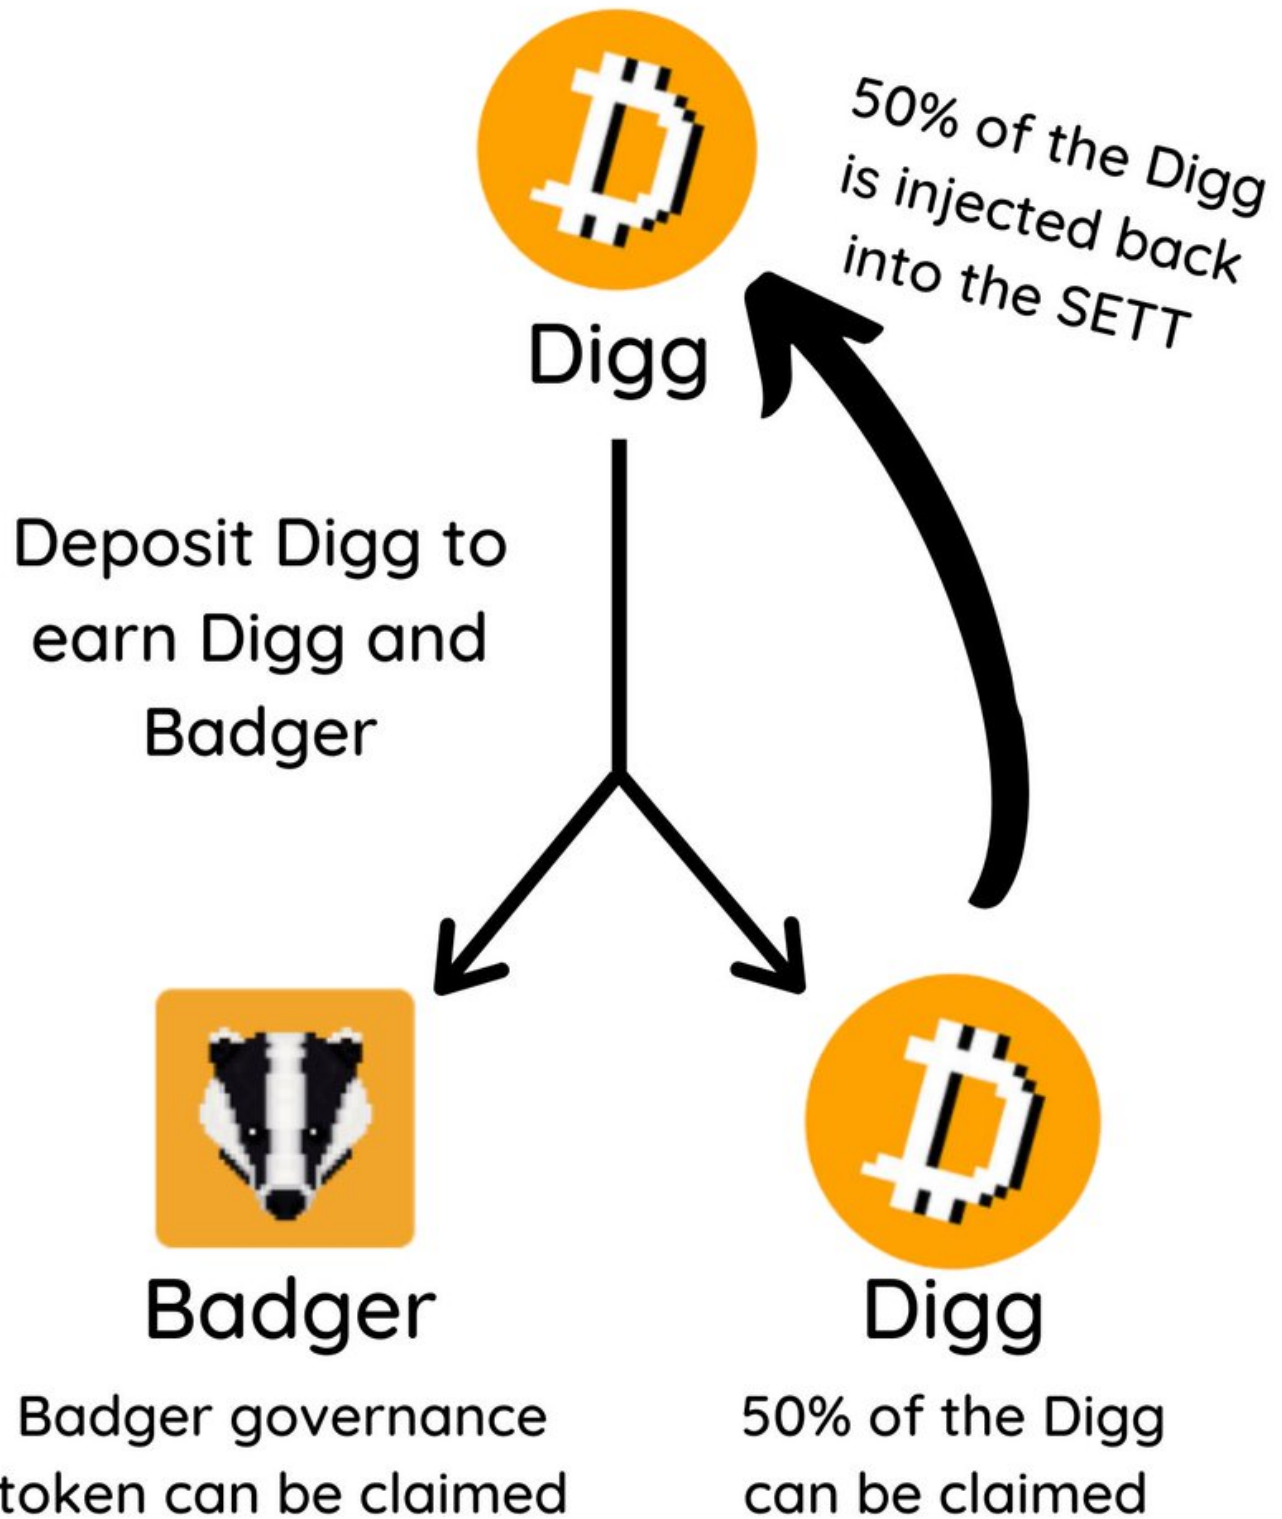 50% of the Digg
is injected back
into the SETT
Digg
Deposit Digg to
earn Digg and
Badger
Badger
Badger governance
token can be claimed
Digg
50% of the Digg
can be claimed